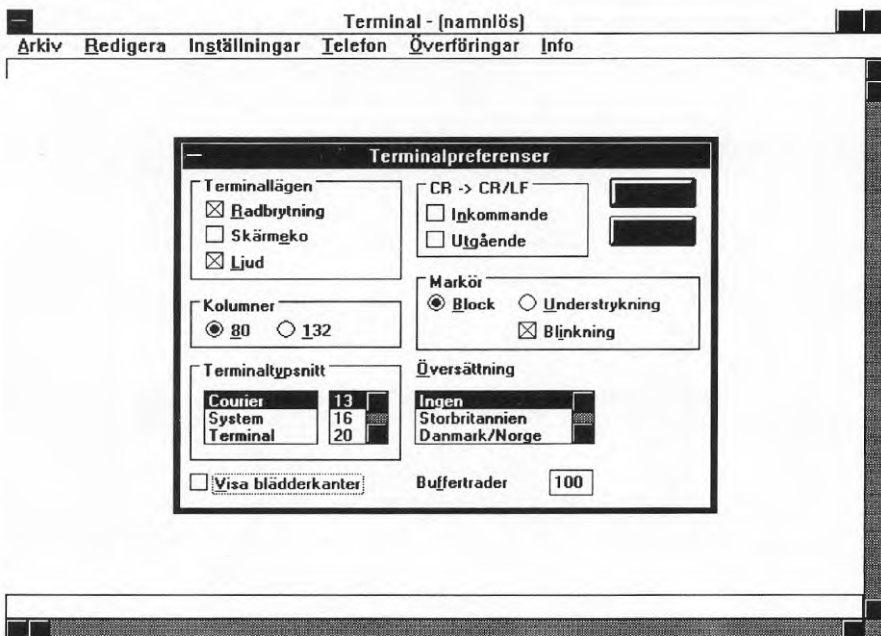 Terminal - (namnlös)
Arkiv Redigera Inställningar Telefon Överföringar Info
Terminalpreferenser
Terminallägen
Radbrytning
Skärmeko
Ljud
CR -> CR/LF
Inkommande
Utgående
Kolumner
80 132
Markör
Block Understrykning
Blinkning
Terminaltypsnitt
Courier 13
System 16
Terminal 20
Översättning
Ingen
Storbritannien
Danmark/Norge
Visa blädderkanter
Buffertrader 100